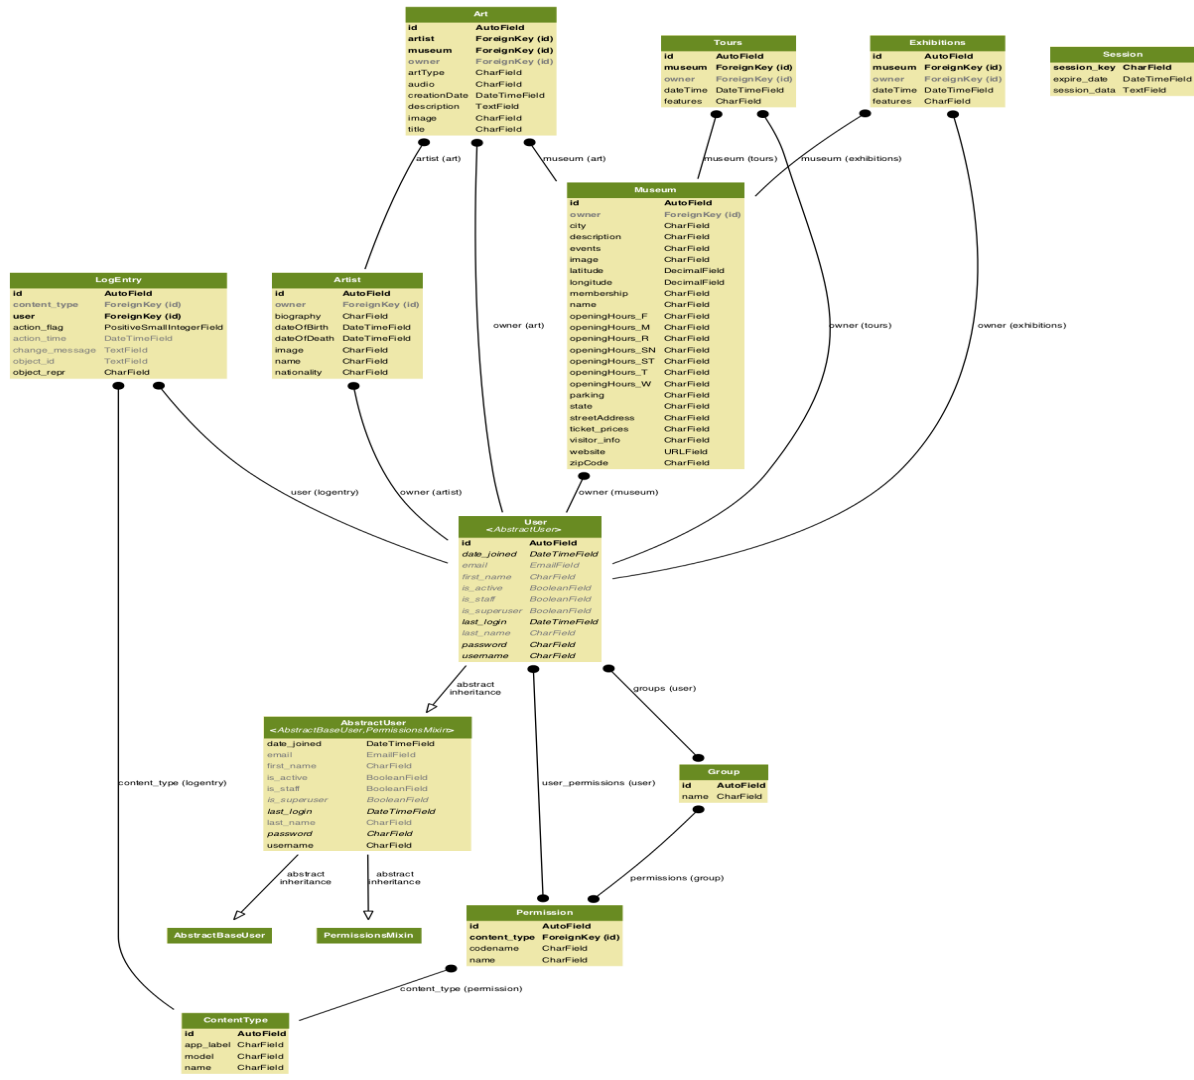 Art
id AutoField
artist ForeignKey (id)
museum ForeignKey (id)
owner ForeignKey (id)
artType CharField
audio CharField
creationDate DateTimeField
description TextField
image CharField
title CharField
Tours
id AutoField
museum ForeignKey (id)
owner ForeignKey (id)
dateTime DateTimeField
features CharField
Exhibitions
id AutoField
museum ForeignKey (id)
owner ForeignKey (id)
dateTime DateTimeField
features CharField
Session
session_key CharField
expire_date DateTimeField
session_data TextField
artist (art)
museum (art)
museum (tours)
museum (exhibitions)
Museum
id AutoField
owner ForeignKey (id)
city CharField
description CharField
events CharField
image CharField
latitude DecimalField
longitude DecimalField
membership CharField
name CharField
openingHours_F CharField
openingHours_M CharField
openingHours_R CharField
openingHours_SN CharField
openingHours_ST CharField
openingHours_T CharField
openingHours_W CharField
parking CharField
state CharField
streetAddress CharField
ticket_prices CharField
visitor_info CharField
website URLField
zipCode CharField
LogEntry
id AutoField
content_type ForeignKey (id)
user ForeignKey (id)
action_flag PositiveSmallIntegerField
action_time DateTimeField
change_message TextField
object_id TextField
object_repr CharField
Artist
id AutoField
owner ForeignKey (id)
biography CharField
dateOfBirth DateTimeField
dateOfDeath DateTimeField
image CharField
name CharField
nationality CharField
owner (art)
owner (tours)
owner (exhibitions)
user (logentry)
owner (artist)
owner (museum)
User
<AbstractUser>
id AutoField
date_joined DateTimeField
email EmailField
first_name CharField
is_active BooleanField
is_staff BooleanField
is_superuser BooleanField
last_login DateTimeField
last_name CharField
password CharField
username CharField
abstract
inheritance
groups (user)
AbstractUser
<AbstractBaseUser,PermissionsMixin>
date_joined DateTimeField
email EmailField
first_name CharField
is_active BooleanField
is_staff BooleanField
is_superuser BooleanField
last_login DateTimeField
last_name CharField
password CharField
username CharField
content_type (logentry)
user_permissions (user)
Group
id AutoField
name CharField
abstract
inheritance
abstract
inheritance
permissions (group)
AbstractBaseUser
PermissionsMixin
Permission
id AutoField
content_type ForeignKey (id)
codename CharField
name CharField
content_type (permission)
ContentType
id AutoField
app_label CharField
model CharField
name CharField